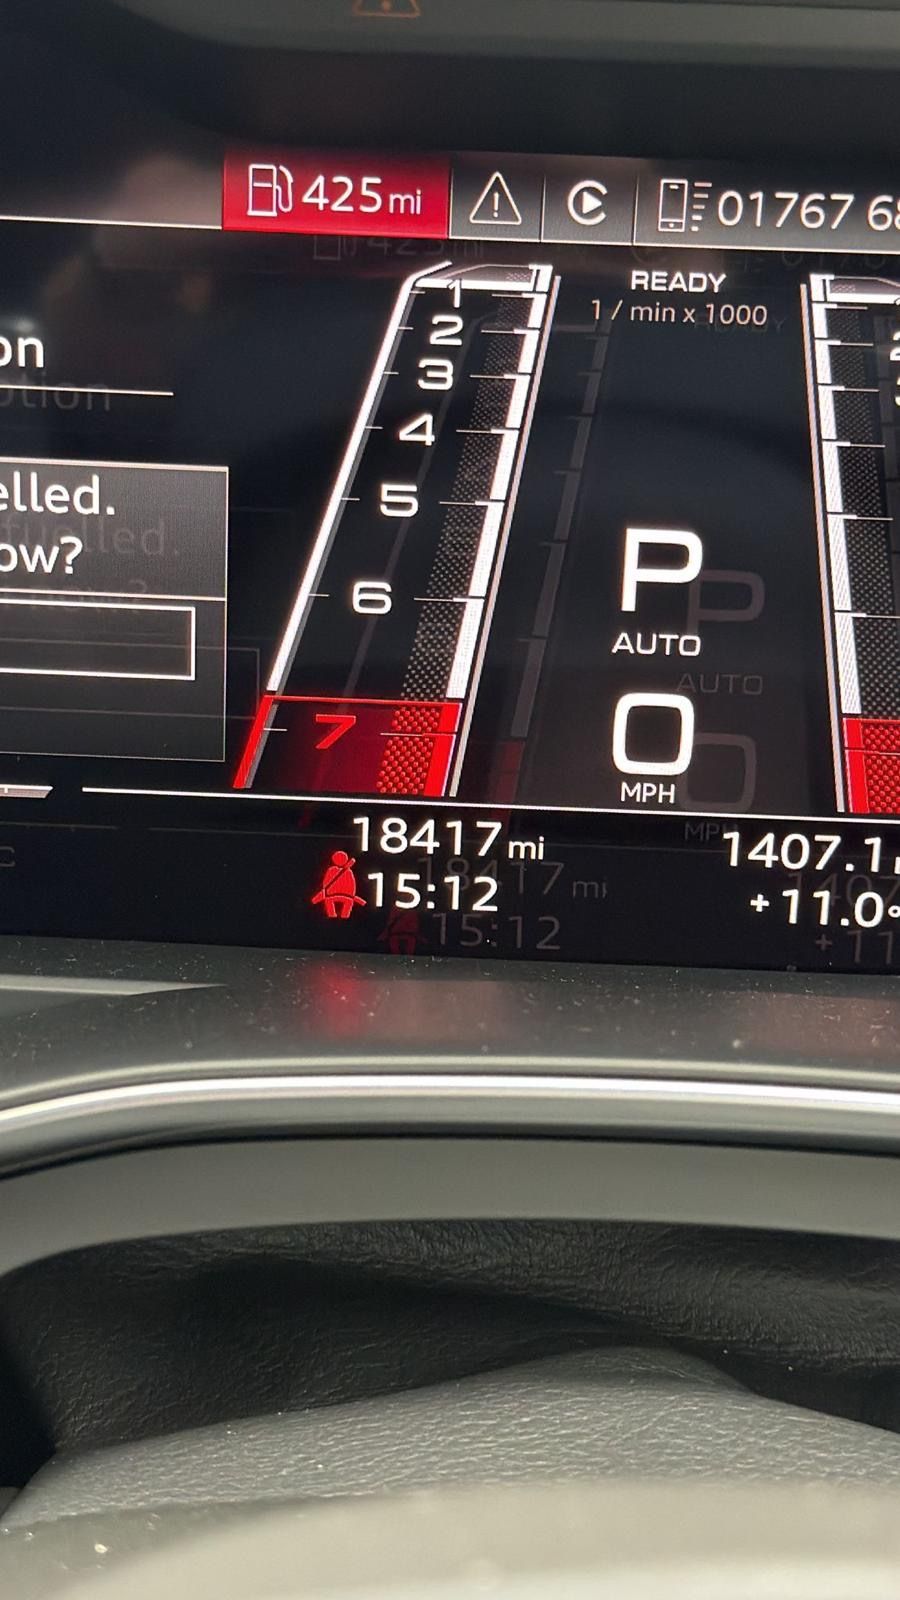 425 mi
01767 6
READY
1 / min x 1000
1
2
3
4
5
6
7
on
elled.
ow?
P
AUTO
0
MPH
18417 mi
15:12
1407.1
+11.0°